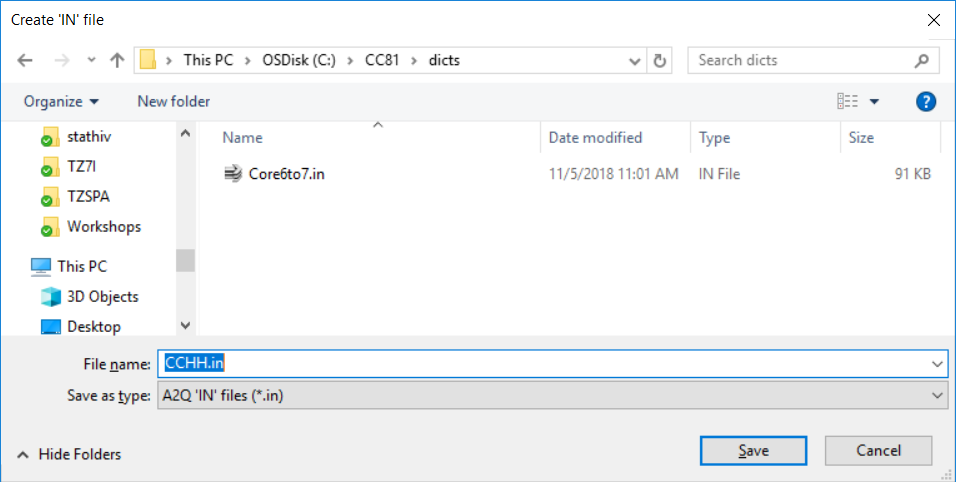 Create 'IN' file
This PC OSDisk (C:) CC81 dicts Search dicts
Organize New folder
Name Date modified Type Size
stathiv
Core6to7.in 11/5/2018 11:01 AM IN File 91 KB
TZ7I
TZSPA
Workshops
This PC
3D Objects
Desktop
File name: CCHH.in
Save as type: A2Q 'IN' files (*.in)
Hide Folders Save Cancel